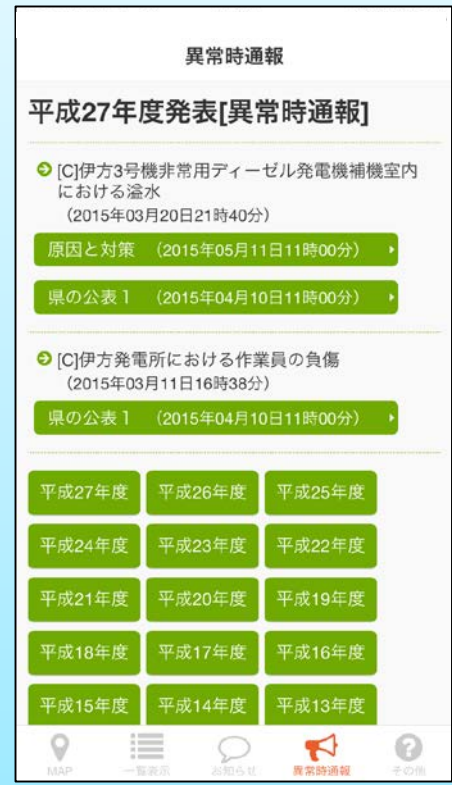 異常時通報
平成27年度発表[異常時通報]
[C]伊方3号機非常用ディーゼル発電機補機室内
における溢水
（2015年03月20日21時40分）
原因と対策 （2015年05月11日11時00分）
県の公表１ （2015年04月10日11時00分）
[C]伊方発電所における作業員の負傷
（2015年03月11日16時38分）
県の公表１ （2015年04月10日11時00分）
平成27年度 平成26年度 平成25年度
平成24年度 平成23年度 平成22年度
平成21年度 平成20年度 平成19年度
平成18年度 平成17年度 平成16年度
平成15年度 平成14年度 平成13年度
MAP 一覧表示 お知らせ 異常時通報 その他